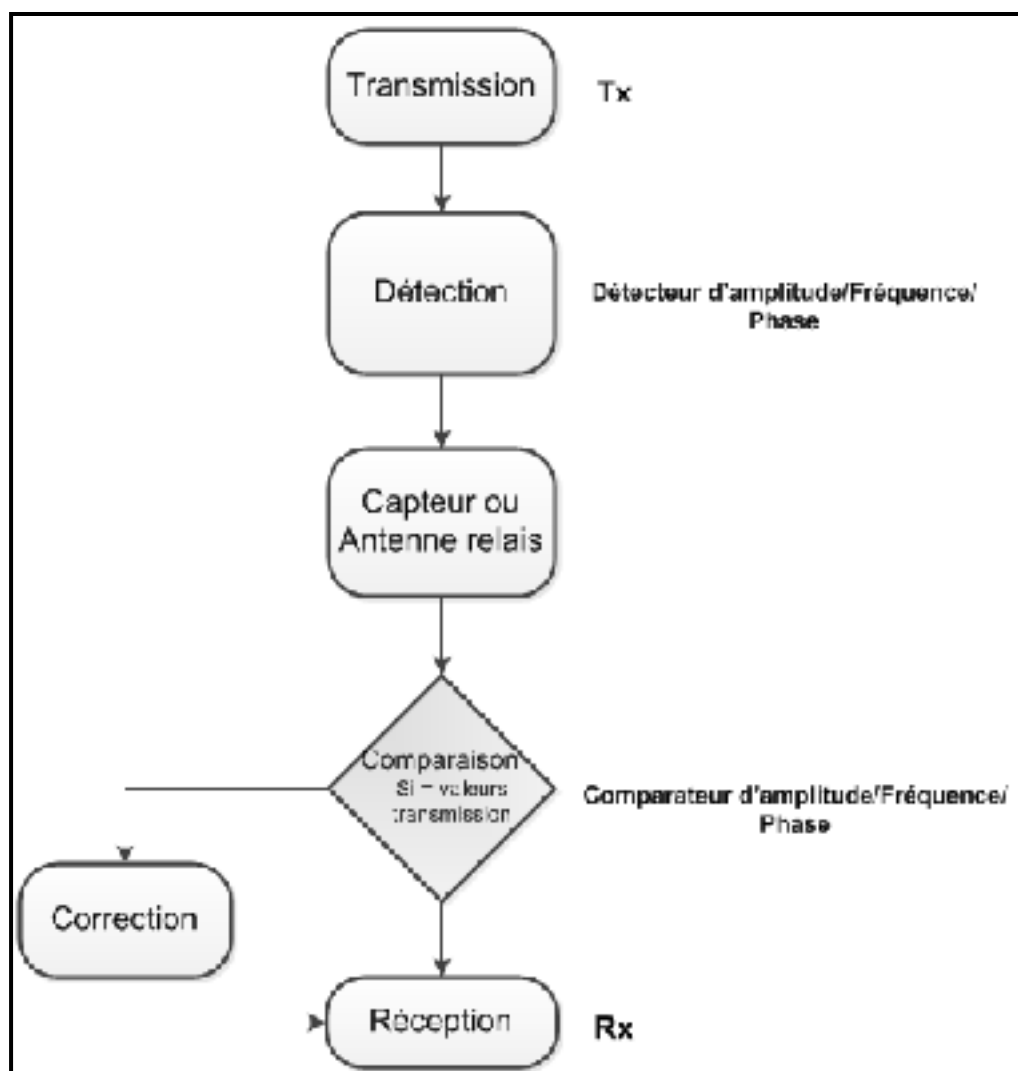 Transmission
Tx
Détection
Détecteur d'amplitude/Fréquence/
Phase
Capteur ou
Antenne relais
Comparaison
Si = valeurs
transmission
Comparateur d'amplitude/Fréquence/
Phase
Correction
Réception
Rx